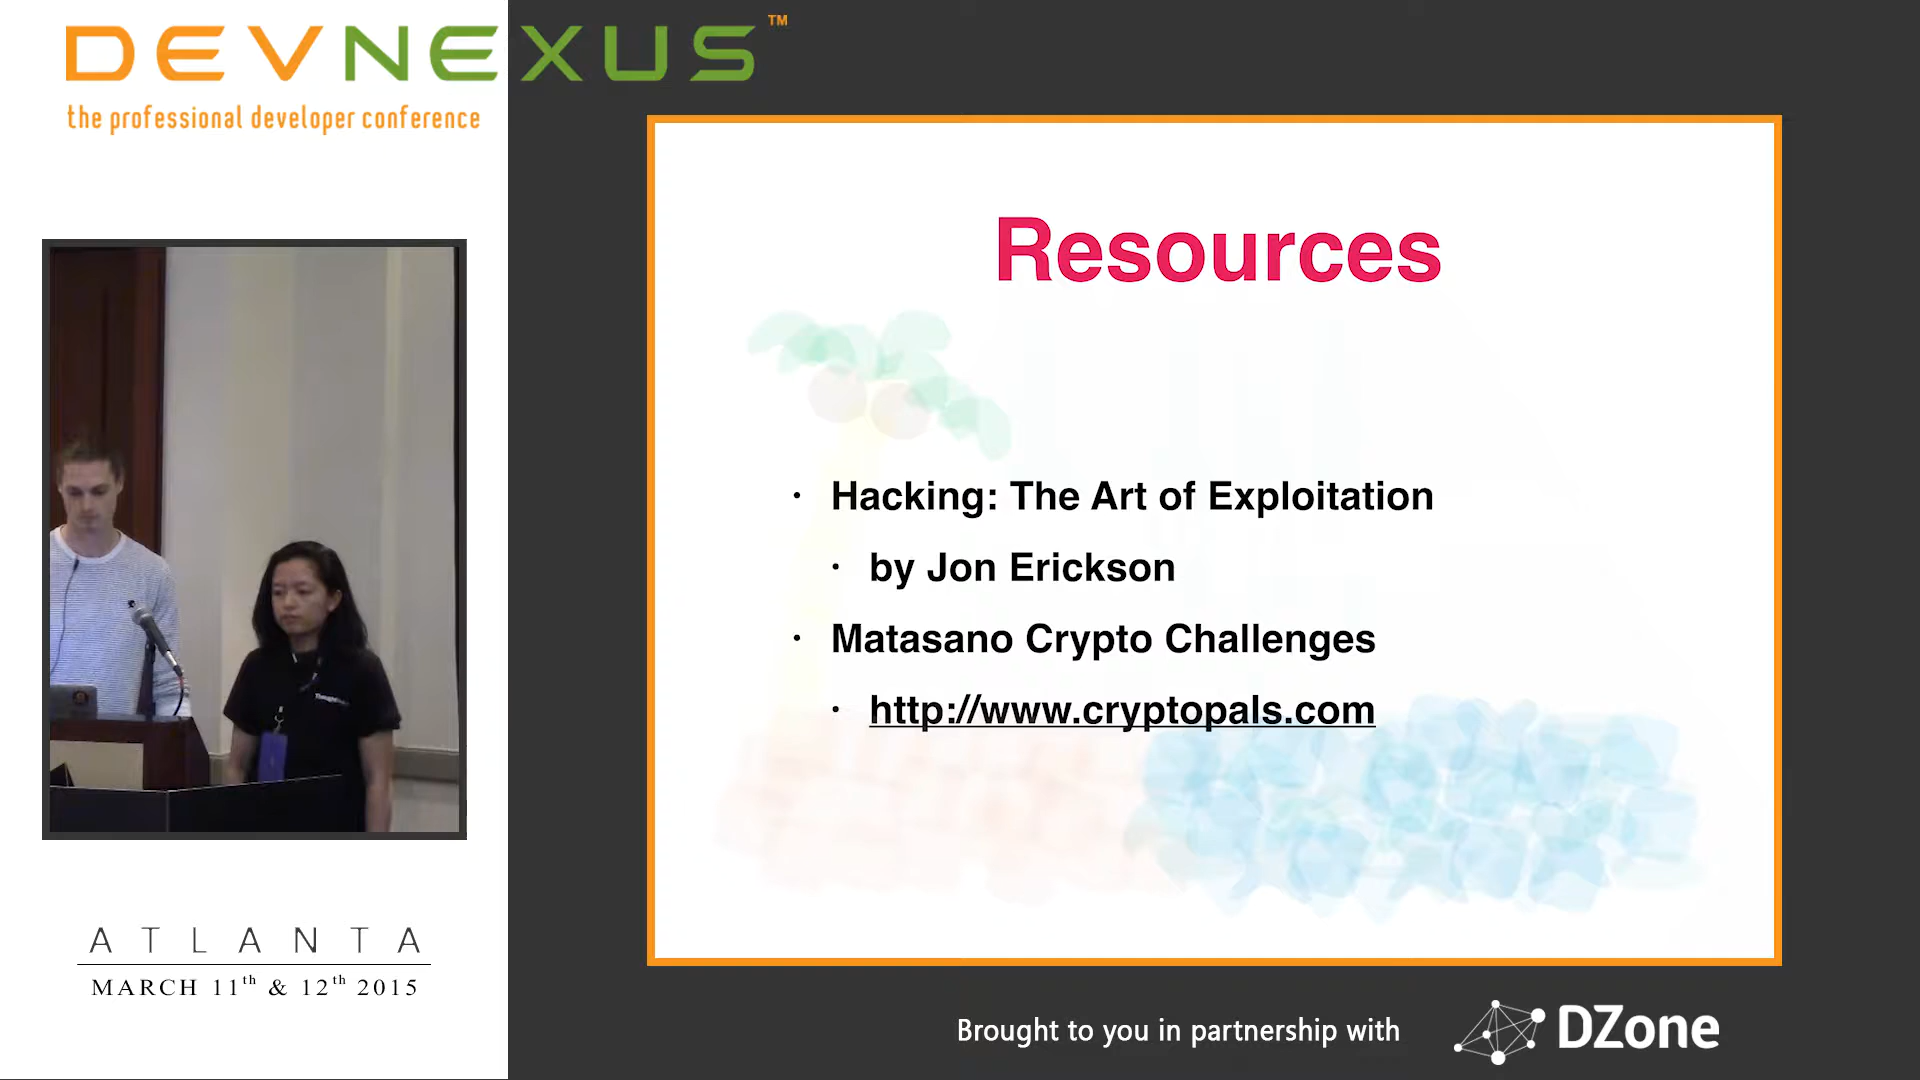 DEVNEXUS™
the professional developer conference
Resources
· Hacking: The Art of Exploitation
· by Jon Erickson
· Matasano Crypto Challenges
· http://www.cryptopals.com
ATLANTA
MARCH 11th & 12th 2015
Brought to you in partnership with
DZone